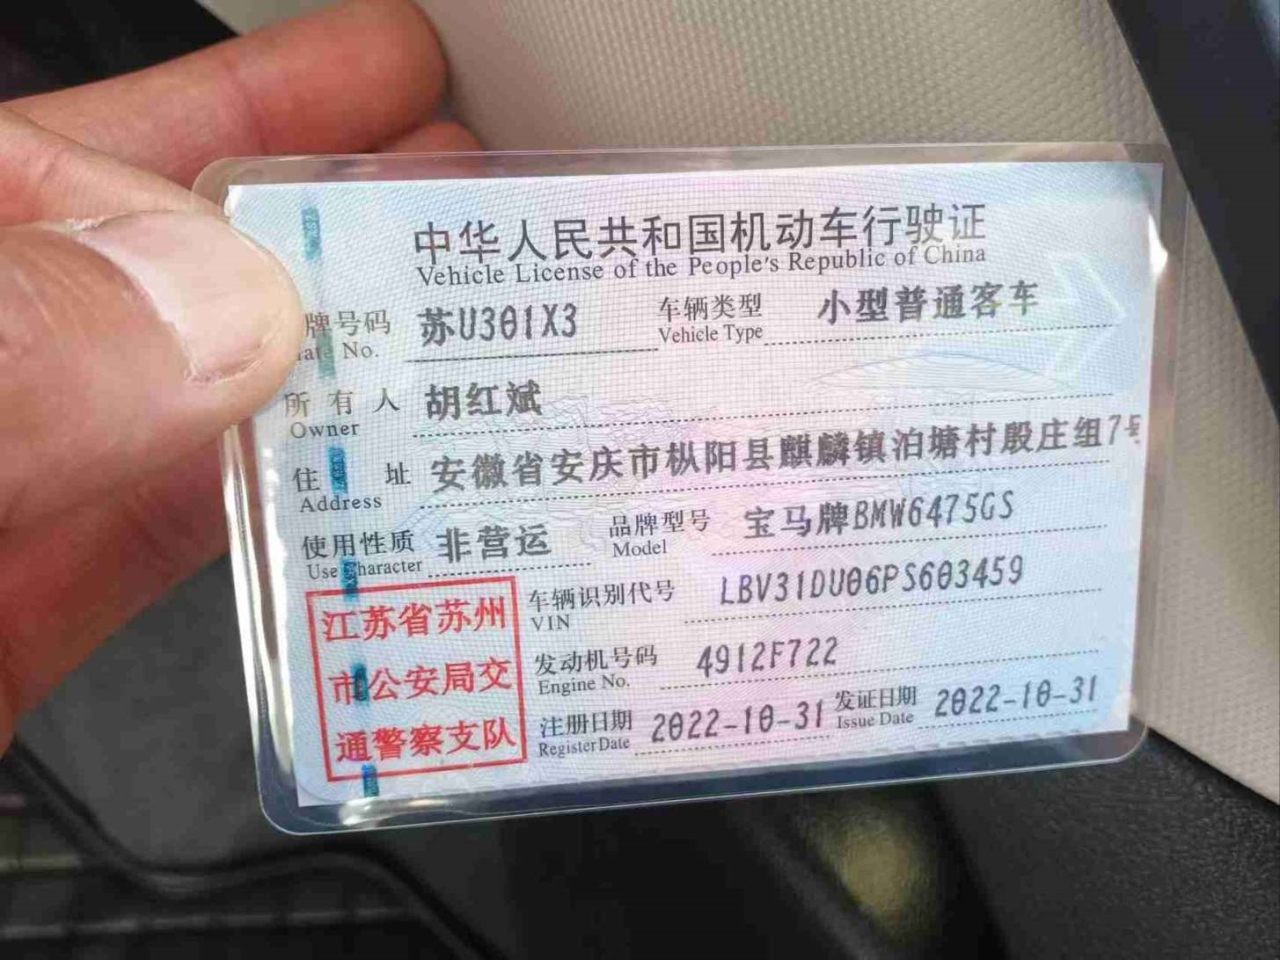 中华人民共和国机动车行驶证
Vehicle License of the People's Republic of China
牌号码 苏U301X3 车辆类型 小型普通客车
No. Vehicle Type
所有人 胡红斌
Owner
住址 安徽省安庆市枞阳县麒麟镇泊塘村殷庄组7号
Address
使用性质 非营运 品牌型号 宝马牌BMW6475GS
Use Character Model
江苏省苏州
市公安局交
通警察支队
车辆识别代号 LBV31DU06PS603459
VIN
发动机号码 4912F722
Engine No.
注册日期 2022-10-31 发证日期 2022-10-31
Register Date Issue Date